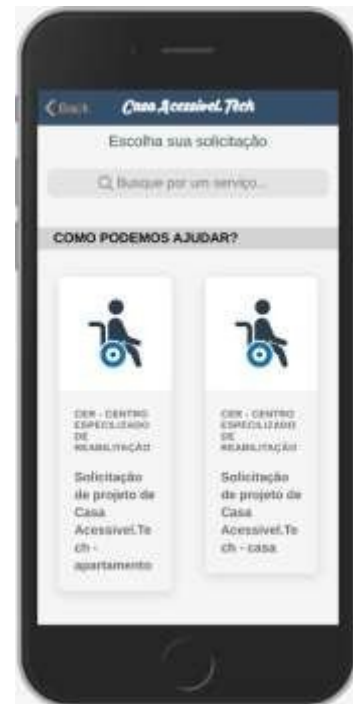 Back Casa Acessível.Tech
Escolha sua solicitação
Busque por um serviço...
COMO PODEMOS AJUDAR?
CER - CENTRO
ESPECILIZADO
DE
REABILITAÇÃO
Solicitação
de projeto de
Casa
Acessivel.Te
ch -
apartamento
CER - CENTRO
ESPECILIZADO
DE
REABILITAÇÃO
Solicitação
de projeto de
Casa
Acessivel.Te
ch - casa